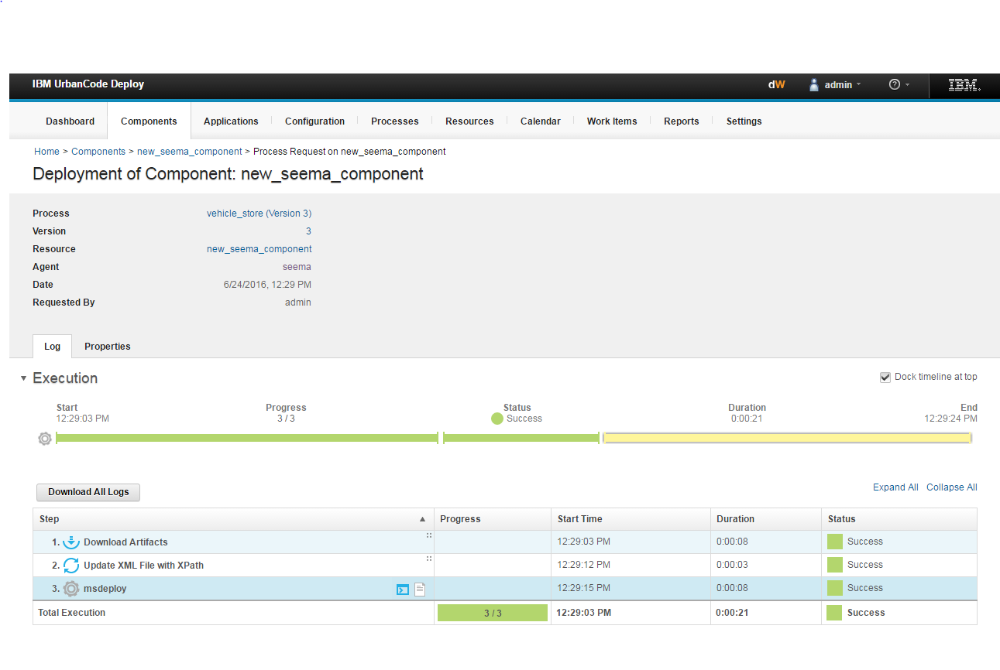 IBM UrbanCode Deploy dW admin IBM.
Dashboard Components Applications Configuration Processes Resources Calendar Work Items Reports Settings
Home > Components > new_seema_component > Process Request on new_seema_component
Deployment of Component: new_seema_component
Process vehicle_store (Version 3)
Version 3
Resource new_seema_component
Agent seema
Date 6/24/2016, 12:29 PM
Requested By admin
Log Properties
Execution Dock timeline at top
Start Progress Status Duration End
12:29:03 PM 3 / 3 Success 0:00:21 12:29:24 PM
Download All Logs Expand All Collapse All
Step Progress Start Time Duration Status
1. Download Artifacts 12:29:03 PM 0:00:08 Success
2. Update XML File with XPath 12:29:12 PM 0:00:03 Success
3. msdeploy 12:29:15 PM 0:00:08 Success
Total Execution 3 / 3 12:29:03 PM 0:00:21 Success